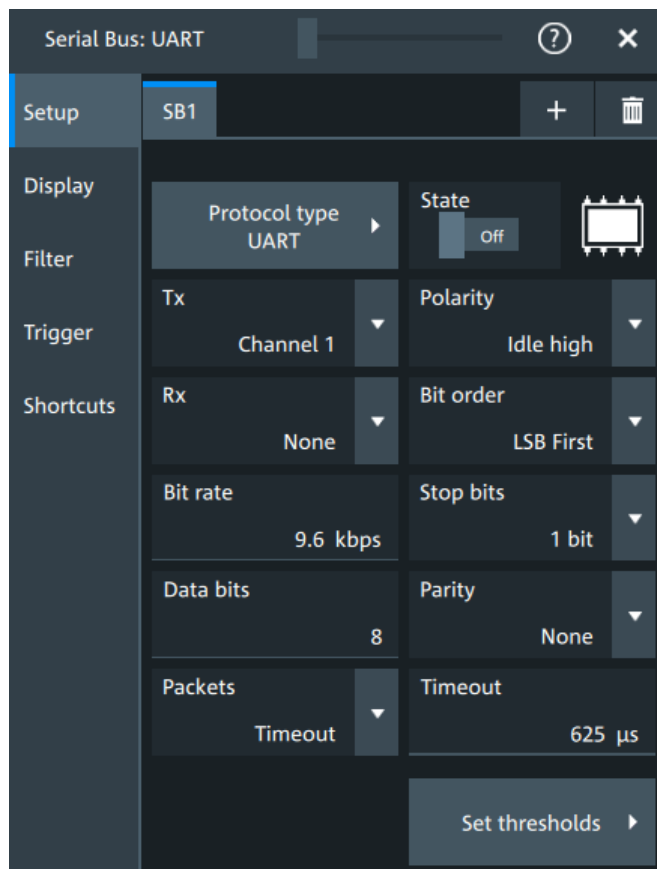 Serial Bus: UART
?
Setup
SB1
+
Display
Filter
Trigger
Shortcuts
Protocol type
UART
State
Off
Tx
Channel 1
Polarity
Idle high
Rx
None
Bit order
LSB First
Bit rate
9.6 kbps
Stop bits
1 bit
Data bits
8
Parity
None
Packets
Timeout
Timeout
625 µs
Set thresholds